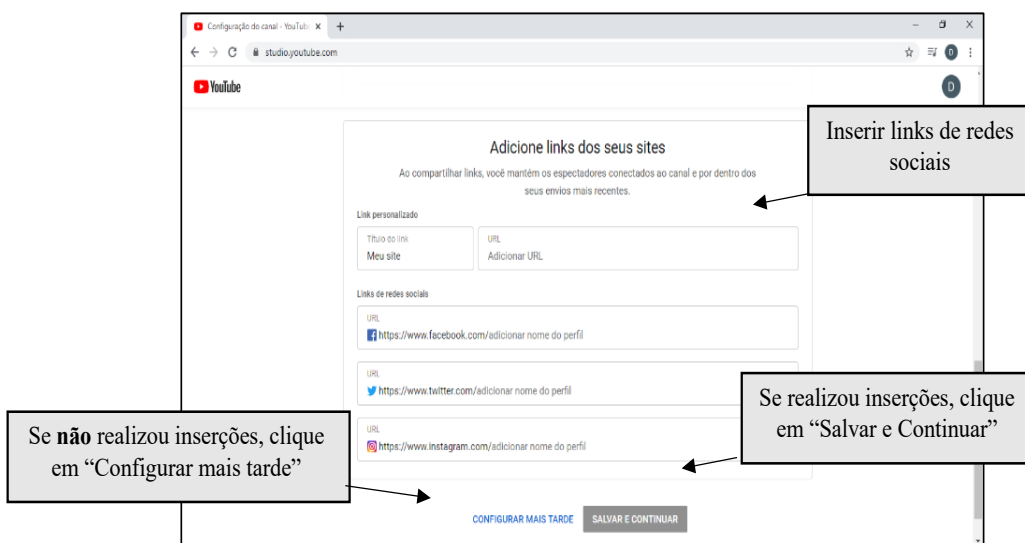 Configuração do canal - YouTub
studio.youtube.com
D
YouTube
D
Inserir links de redes
sociais
Adicione links dos seus sites
Ao compartilhar links, você mantém os espectadores conectados ao canal e por dentro dos
seus envios mais recentes.
Link personalizado
Título do link
Meu site
URL
Adicionar URL
Links de redes sociais
URL
https://www.facebook.com/adicionar nome do perfil
URL
https://www.twitter.com/adicionar nome do perfil
Se realizou inserções, clique
em “Salvar e Continuar”
URL
https://www.instagram.com/adicionar nome do perfil
Se não realizou inserções, clique
em “Configurar mais tarde”
CONFIGURAR MAIS TARDE
SALVAR E CONTINUAR